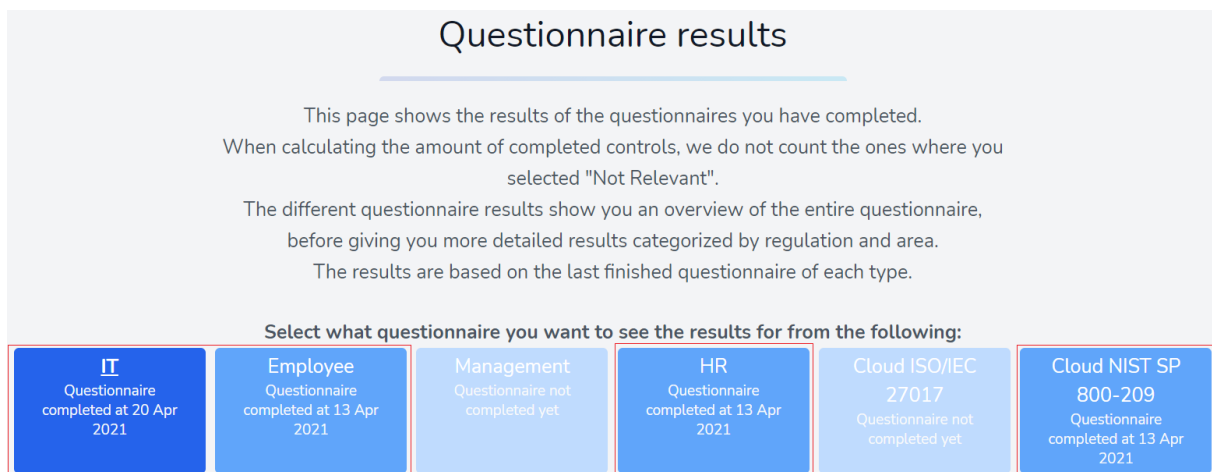 Questionnaire results
This page shows the results of the questionnaires you have completed.
When calculating the amount of completed controls, we do not count the ones where you
selected "Not Relevant".
The different questionnaire results show you an overview of the entire questionnaire,
before giving you more detailed results categorized by regulation and area.
The results are based on the last finished questionnaire of each type.
Select what questionnaire you want to see the results for from the following:
IT
Questionnaire
completed at 20 Apr
2021
Employee
Questionnaire
completed at 13 Apr
2021
Management
Questionnaire not
completed yet
HR
Questionnaire
completed at 13 Apr
2021
Cloud ISO/IEC
27017
Questionnaire not
completed yet
Cloud NIST SP
800-209
Questionnaire
completed at 13 Apr
2021